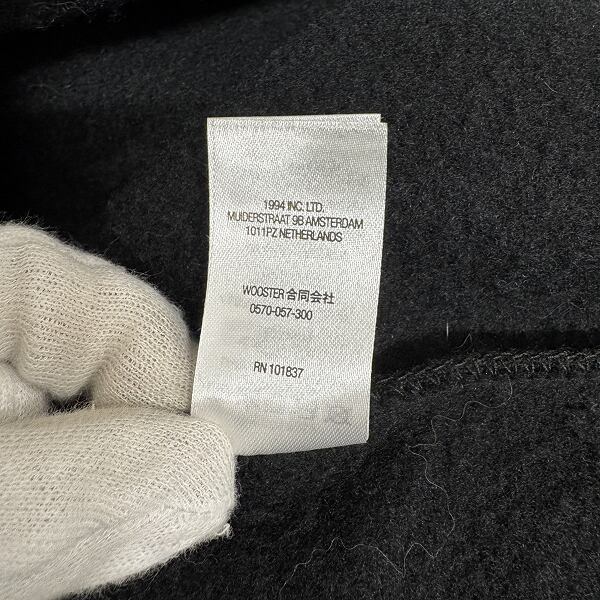 1994 INC. LTD.
MUIDERSTRAAT 9B AMSTERDAM
1011PZ NETHERLANDS
WOOSTER合同会社
0570-057-300
RN 101837